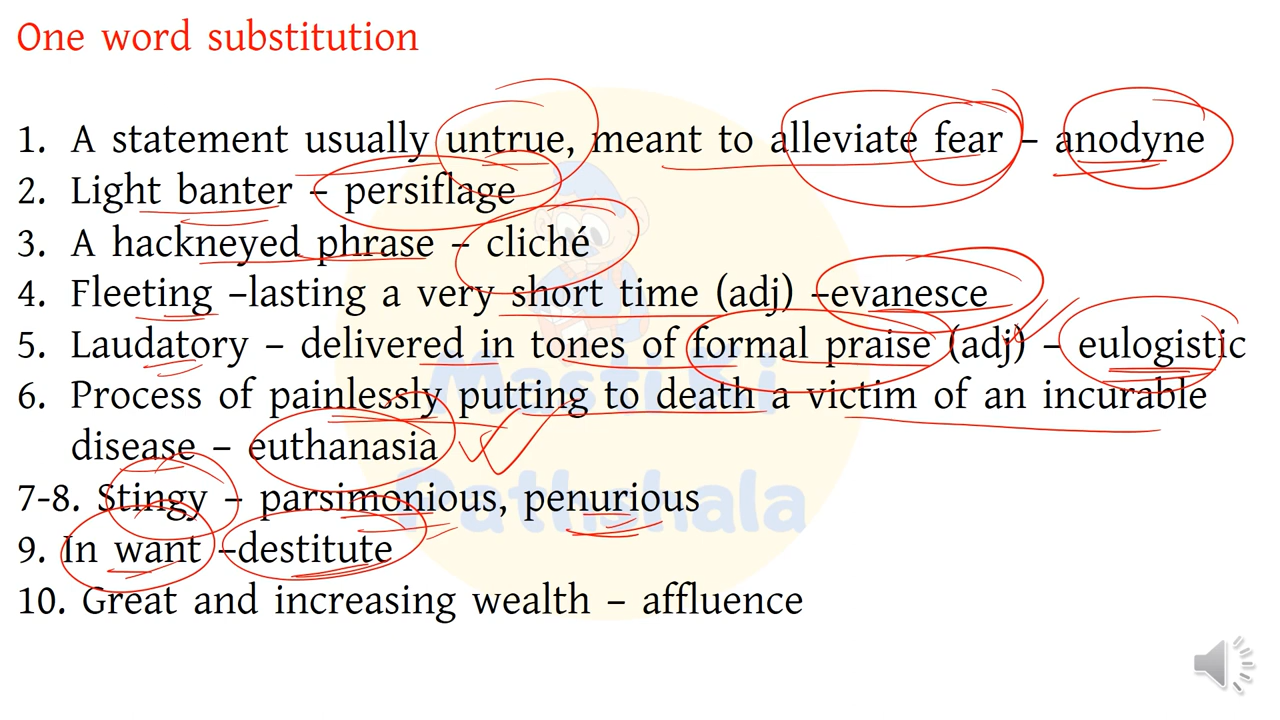 One word substitution
1. A statement usually untrue, meant to alleviate fear – anodyne
2. Light banter – persiflage
3. A hackneyed phrase – cliché
4. Fleeting –lasting a very short time (adj) –evanesce
5. Laudatory – delivered in tones of formal praise (adj) – eulogistic
6. Process of painlessly putting to death a victim of an incurable
disease – euthanasia
7-8. Stingy – parsimonious, penurious
9. In want –destitute
10. Great and increasing wealth – affluence
Masti Ki
Pathshala